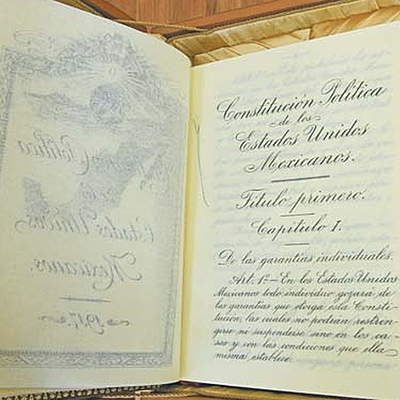 Constitución Política
de los
Estados Unidos
Mexicanos.
Título primero.
Capítulo I.
De las garantías individuales.
Art. 1º.- En los Estados Unidos
Mexicanos todo individuo gozará de
las garantías que otorga esta Consti-
tución, las cuales no podrán restrin-
girse ni suspenderse sino en los ca-
sos y con las condiciones que ella
misma establece.